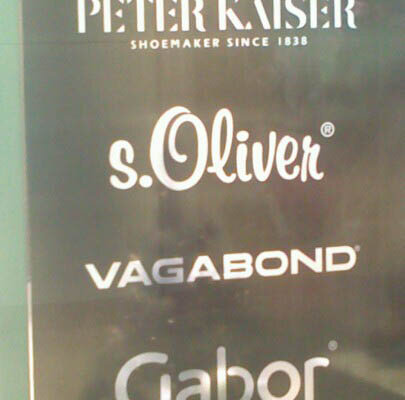 PETER KAISER
SHOEMAKER SINCE 1838
s.Oliver®
VAGABOND®
Gabor®